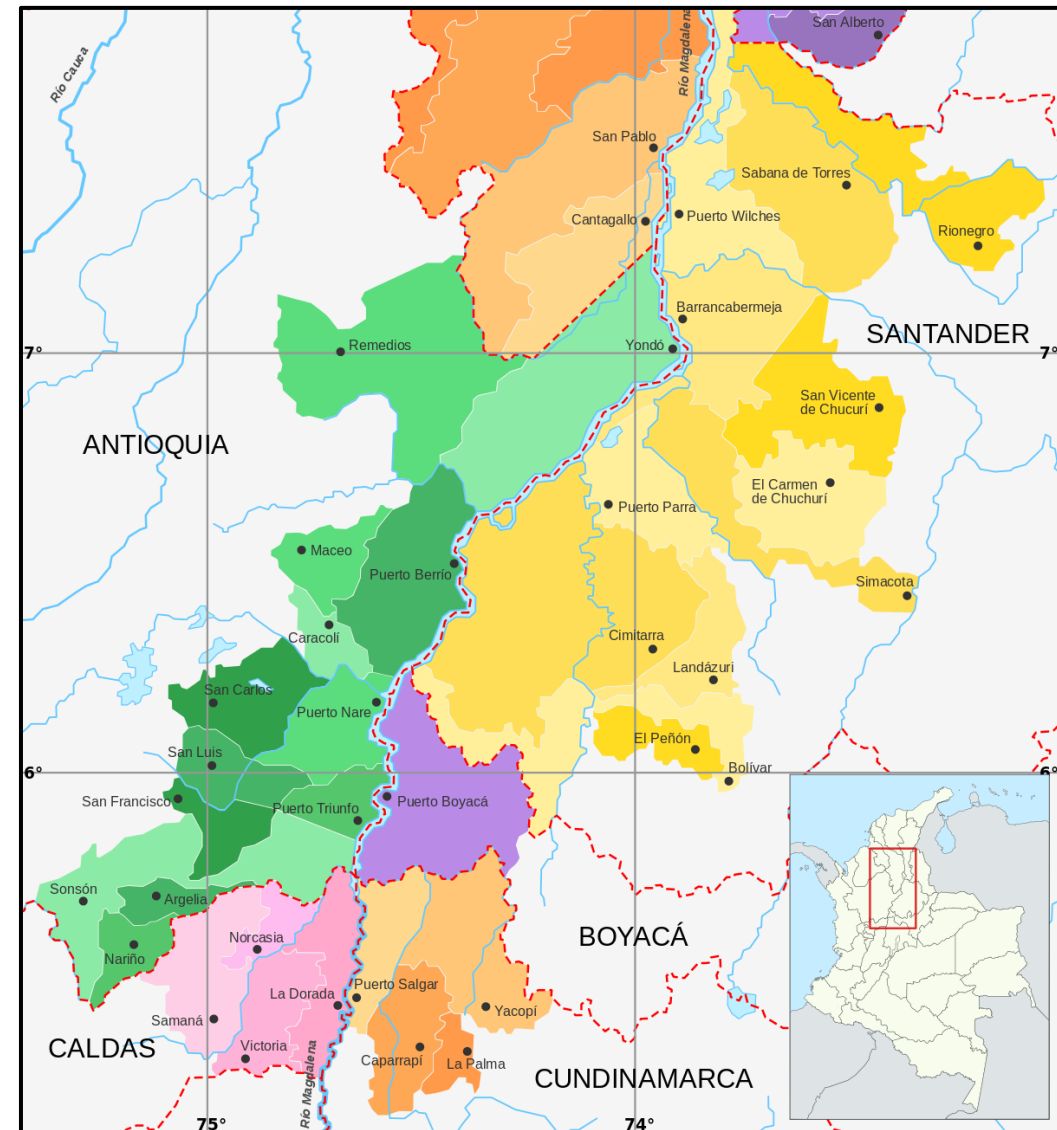 San Alberto
Río Cauca
Río Magdalena
San Pablo
Sabana de Torres
Cantagallo
Puerto Wilches
Rionegro
Barrancabermeja
SANTANDER
Remedios
Yondó
7°
7°
San Vicente
de Chucurí
ANTIOQUIA
El Carmen
de Chuchurí
Puerto Parra
Maceo
Puerto Berrío
Simacota
Caracolí
Cimitarra
Landázuri
San Carlos
Puerto Nare
El Peñón
San Luis
Bolívar
6°
6°
San Francisco
Puerto Triunfo
Puerto Boyacá
Sonsón
Argelia
Norcasia
BOYACÁ
Nariño
Puerto Salgar
La Dorada
Yacopí
Samaná
CALDAS
Victoria
Caparrapí
La Palma
CUNDINAMARCA
Río Magdalena
75°
74°